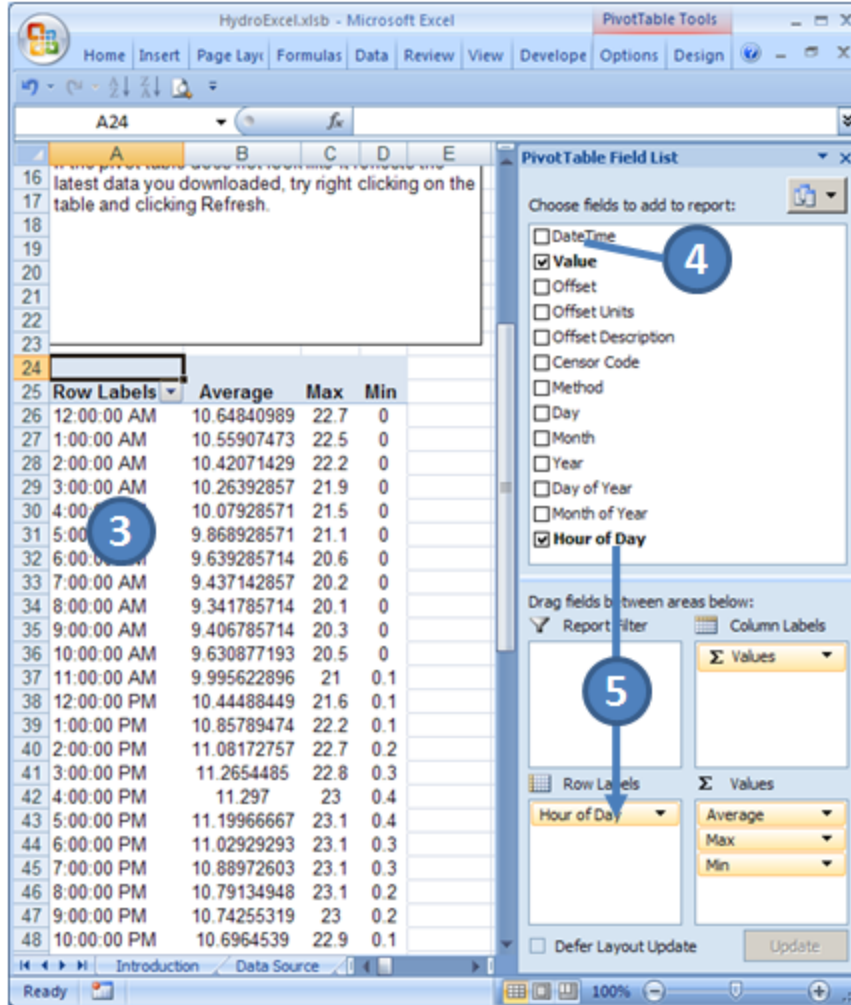 HydroExcel.xlsb - Microsoft Excel PivotTable Tools
Home Insert Page Layc Formulas Data Review View Develope Options Design
A24 fx
A B C D E
16 latest data you downloaded, try right clicking on the
17 table and clicking Refresh.
18
19
20
21
22
23
24
25 Row Labels Average Max Min
26 12:00:00 AM 10.64840989 22.7 0
27 1:00:00 AM 10.55907473 22.5 0
28 2:00:00 AM 10.42071429 22.2 0
29 3:00:00 AM 10.26392857 21.9 0
30 4:00 AM 10.07928571 21.5 0
31 5:00 AM 9.868928571 21.1 0
32 6:00 AM 9.639285714 20.6 0
33 7:00:00 AM 9.437142857 20.2 0
34 8:00:00 AM 9.341785714 20.1 0
35 9:00:00 AM 9.406785714 20.3 0
36 10:00:00 AM 9.630877193 20.5 0
37 11:00:00 AM 9.995622896 21 0.1
38 12:00:00 PM 10.44488449 21.6 0.1
39 1:00:00 PM 10.85789474 22.2 0.1
40 2:00:00 PM 11.08172757 22.7 0.2
41 3:00:00 PM 11.2654485 22.8 0.3
42 4:00:00 PM 11.297 23 0.4
43 5:00:00 PM 11.19966667 23.1 0.4
44 6:00:00 PM 11.02929293 23.1 0.3
45 7:00:00 PM 10.88972603 23.1 0.3
46 8:00:00 PM 10.79134948 23.1 0.2
47 9:00:00 PM 10.74255319 23 0.2
48 10:00:00 PM 10.6964539 22.9 0.1
3
Introduction Data Source
Ready 100%
PivotTable Field List
Choose fields to add to report:
DateTime
4
Value
Offset
Offset Units
Offset Description
Censor Code
Method
Day
Month
Year
Day of Year
Month of Year
Hour of Day
Drag fields between areas below:
Report Filter Column Labels
Σ Values
5
Row Labels Σ Values
Hour of Day Average
Max
Min
Defer Layout Update Update